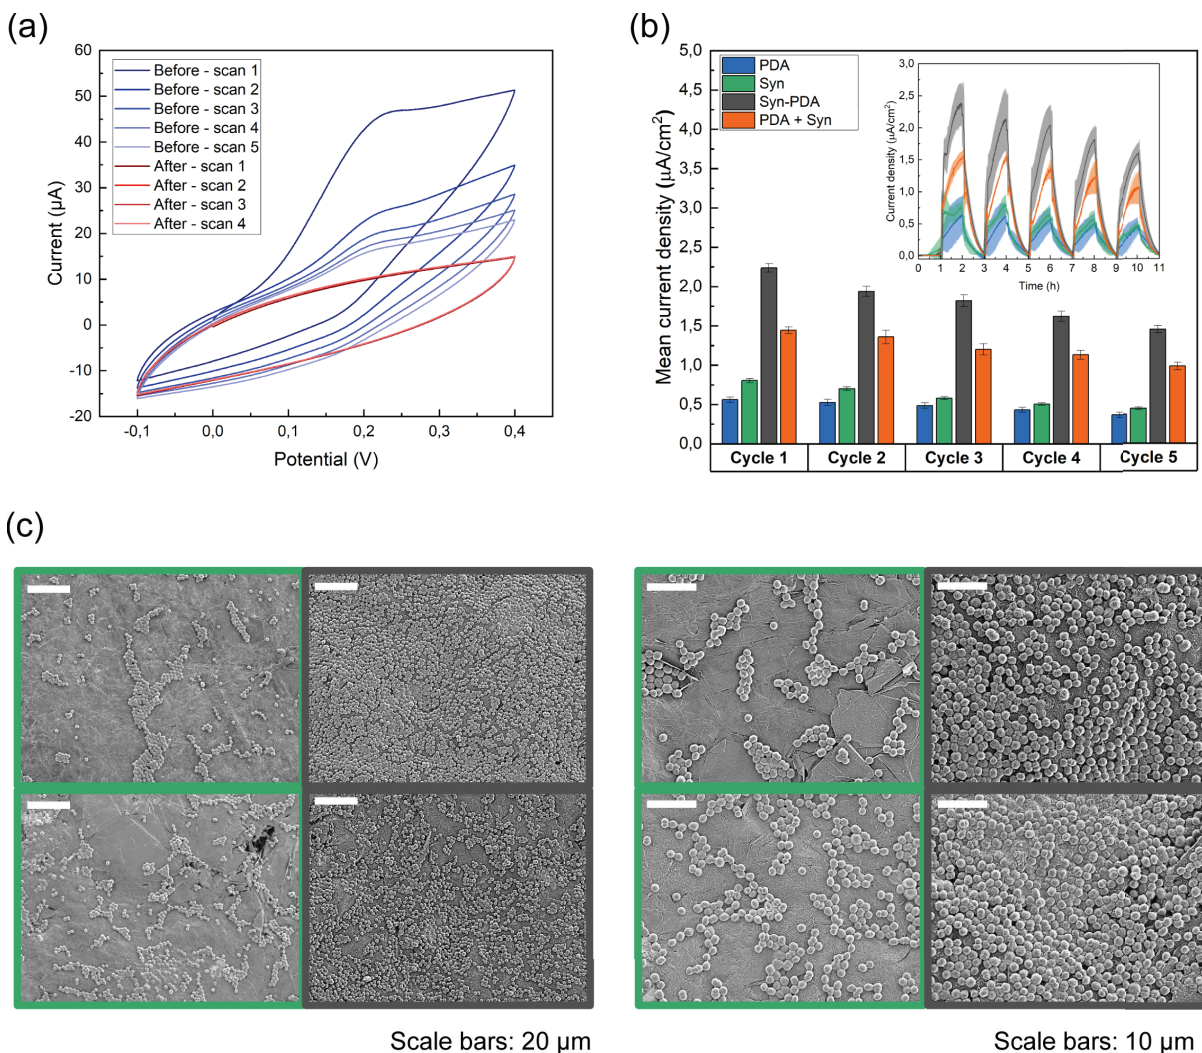 (a)
60
50
40
30
20
10
0
-10
-20
Current (µA)
Before - scan 1
Before - scan 2
Before - scan 3
Before - scan 4
Before - scan 5
After - scan 1
After - scan 2
After - scan 3
After - scan 4
-0,1 0,0 0,1 0,2 0,3 0,4
Potential (V)
(b)
5,0
4,5
4,0
3,5
3,0
2,5
2,0
1,5
1,0
0,5
0,0
Mean current density (µA/cm²)
PDA
Syn
Syn-PDA
PDA + Syn
3,0
2,5
2,0
1,5
1,0
0,5
0,0
Current density (µA/cm²)
0 1 2 3 4 5 6 7 8 9 10 11
Time (h)
Cycle 1 Cycle 2 Cycle 3 Cycle 4 Cycle 5
(c)
Scale bars: 20 µm
Scale bars: 10 µm